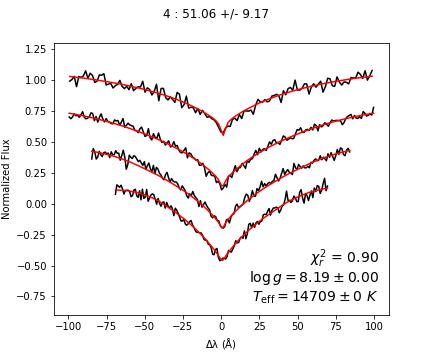 4 : 51.06 +/- 9.17
1.25
1.00
0.75
0.50
0.25
0.00
−0.25
−0.50
−0.75
Normalized Flux
χ²ᵣ = 0.90
log g = 8.19 ± 0.00
T_eff = 14709 ± 0 K
−100 −75 −50 −25 0 25 50 75 100
Δλ (Å)